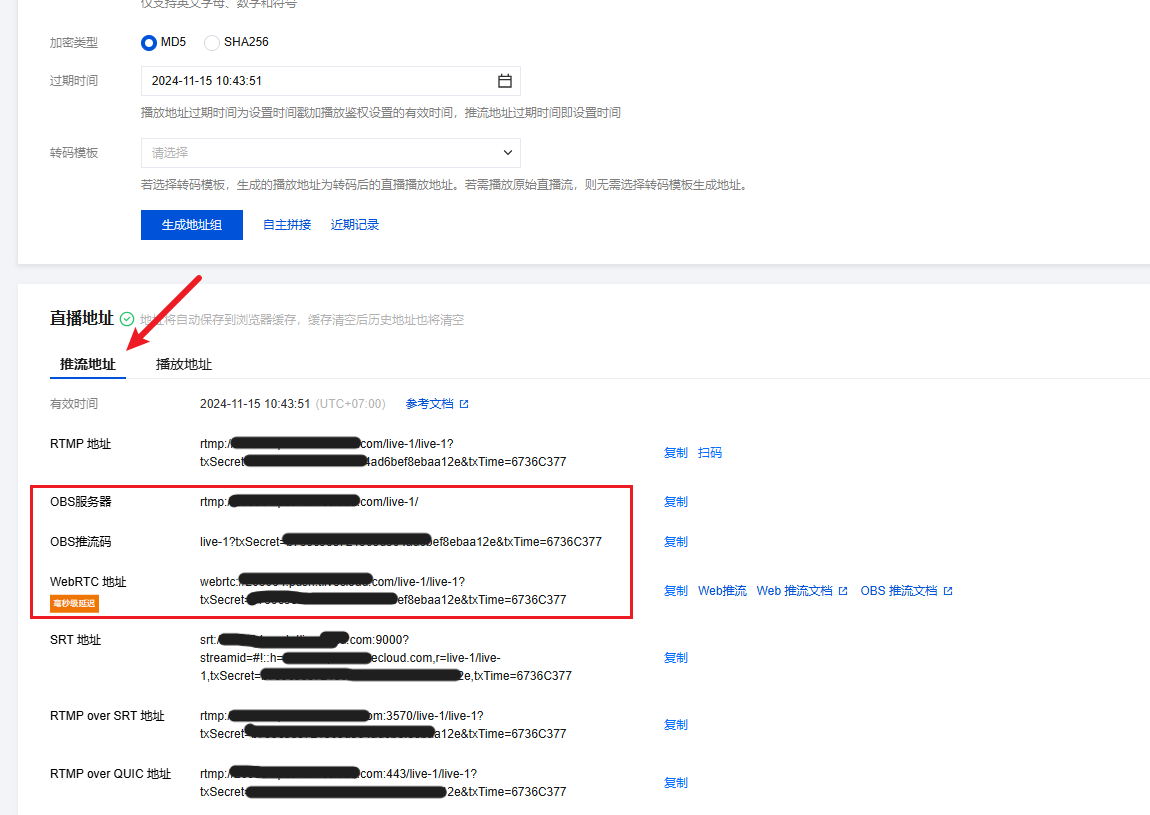 仅支持英文字母、数字和符号
加密类型 MD5 SHA256
过期时间 2024-11-15 10:43:51
播放地址过期时间为设置时间戳加播放鉴权设置的有效时间，推流地址过期时间即设置时间
转码模板 请选择
若选择转码模板，生成的播放地址为转码后的直播播放地址。若需播放原始直播流，则无需选择转码模板生成地址。
生成地址组 自主拼接 近期记录
直播地址 地址将自动保存到浏览器缓存，缓存清空后历史地址也将清空
推流地址 播放地址
有效时间 2024-11-15 10:43:51 (UTC+07:00) 参考文档
RTMP 地址 rtmp:/ com/live-1/live-1?
复制 扫码
txSecret 4ad6bef8ebaa12e&txTime=6736C377
OBS服务器 rtmp: com/live-1/ 复制
OBS推流码 live-1?txSecret= bef8ebaa12e&txTime=6736C377 复制
WebRTC 地址 webrtc: .com/live-1/live-1?
复制 Web推流 Web 推流文档 OBS 推流文档
毫秒级延迟 txSecret= ef8ebaa12e&txTime=6736C377
SRT 地址 srt:/ .com:9000?
streamid=#!::h= ecloud.com,r=live-1/live- 复制
1,txSecret= 2e,txTime=6736C377
RTMP over SRT 地址 rtmp: om:3570/live-1/live-1?
复制
txSecret= a12e&txTime=6736C377
RTMP over QUIC 地址 rtmp: com:443/live-1/live-1?
复制
txSecret= 2e&txTime=6736C377